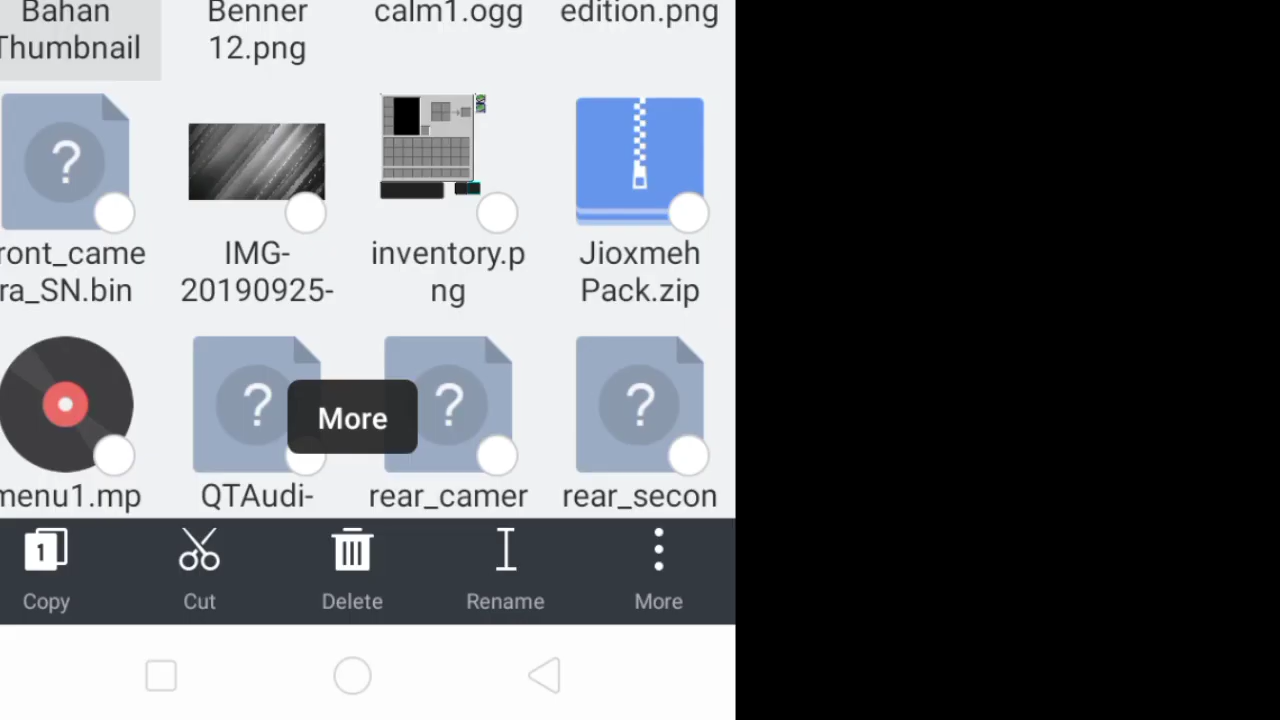 Bahan
Thumbnail
Benner
12.png
calm1.ogg
edition.png
ront_came
ra_SN.bin
IMG-
20190925-
inventory.p
ng
Jioxmeh
Pack.zip
menu1.mp
QTAudi-
rear_camer
rear_secon
More
1
Copy
Cut
Delete
Rename
More